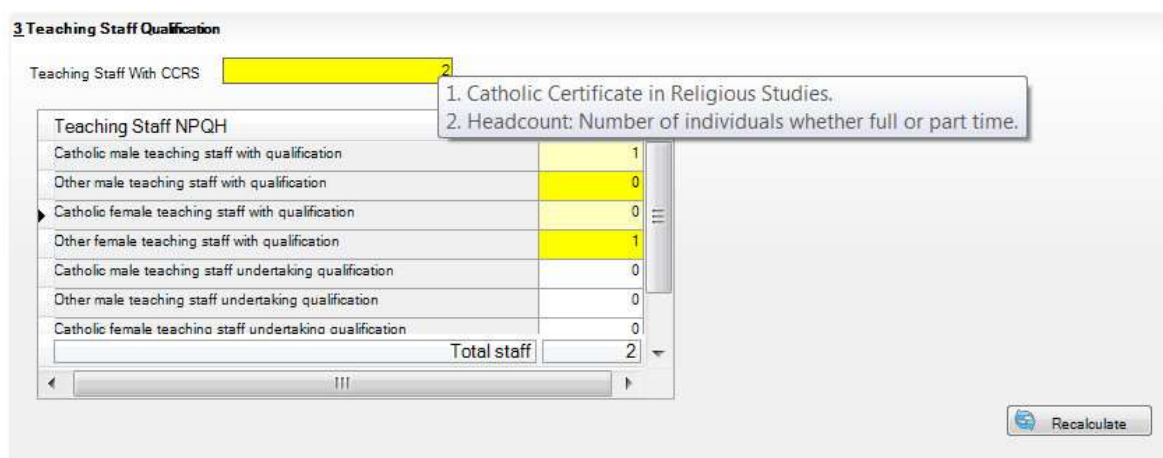 3 Teaching Staff Qualification
Teaching Staff With CCRS 2
1. Catholic Certificate in Religious Studies.
2. Headcount: Number of individuals whether full or part time.
Teaching Staff NPQH
Catholic male teaching staff with qualification 1
Other male teaching staff with qualification 0
Catholic female teaching staff with qualification 0
Other female teaching staff with qualification 1
Catholic male teaching staff undertaking qualification 0
Other male teaching staff undertaking qualification 0
Catholic female teaching staff undertaking qualification 0
Total staff 2
Recalculate